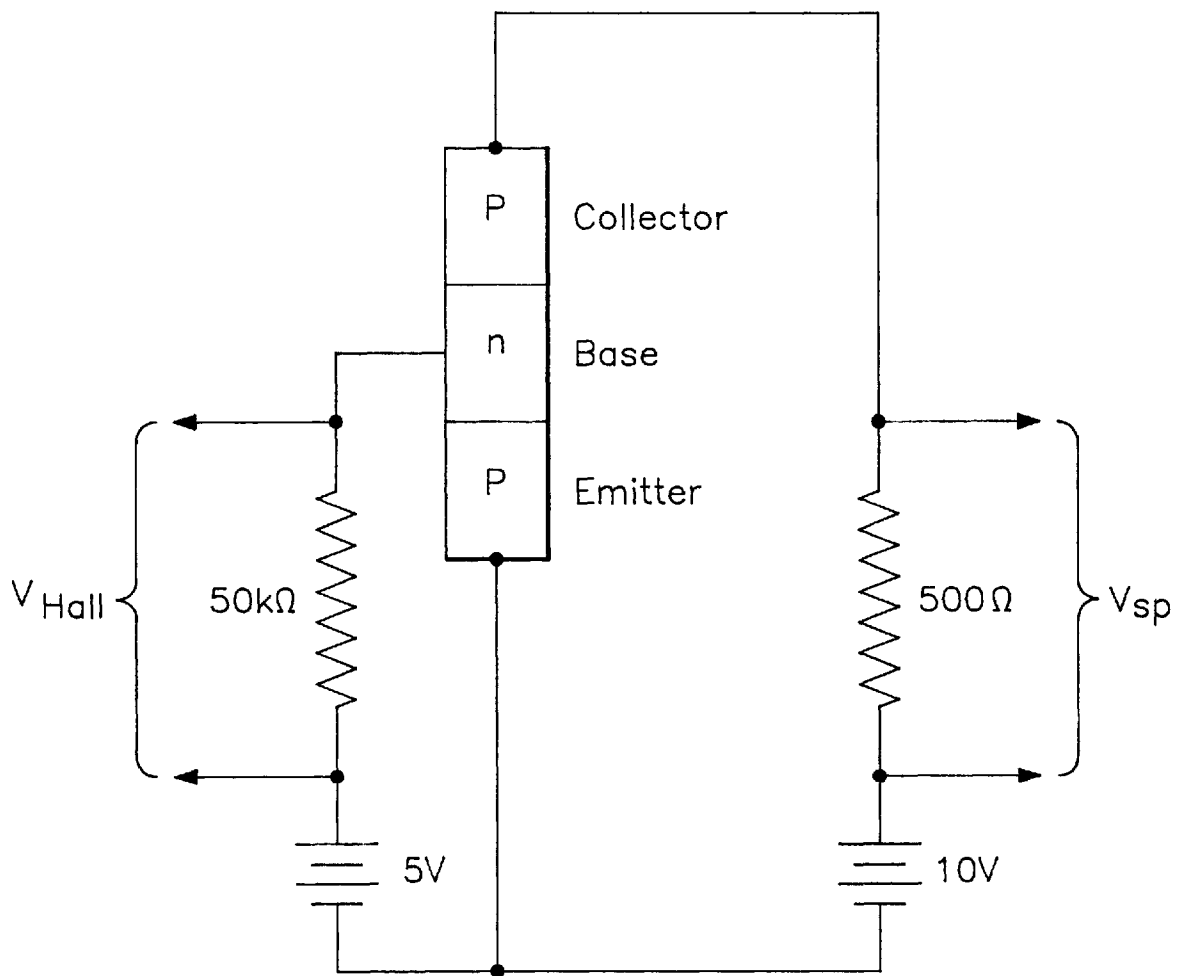 P
Collector
n
Base
P
Emitter
V Hall
50kΩ
500Ω
Vsp
5V
10V